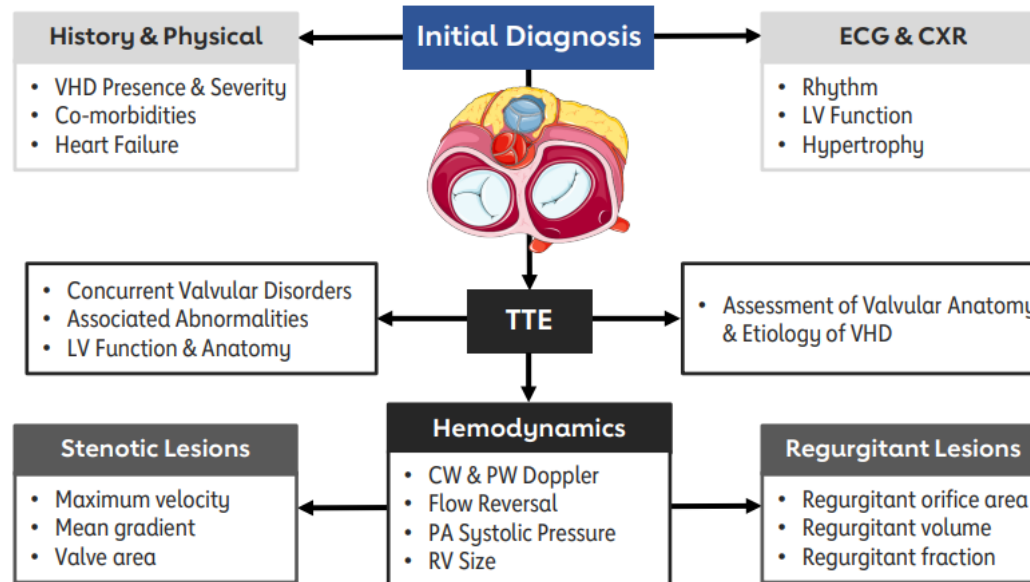 History & Physical
• VHD Presence & Severity
• Co-morbidities
• Heart Failure
Initial Diagnosis
ECG & CXR
• Rhythm
• LV Function
• Hypertrophy
• Concurrent Valvular Disorders
• Associated Abnormalities
• LV Function & Anatomy
TTE
• Assessment of Valvular Anatomy
& Etiology of VHD
Stenotic Lesions
• Maximum velocity
• Mean gradient
• Valve area
Hemodynamics
• CW & PW Doppler
• Flow Reversal
• PA Systolic Pressure
• RV Size
Regurgitant Lesions
• Regurgitant orifice area
• Regurgitant volume
• Regurgitant fraction